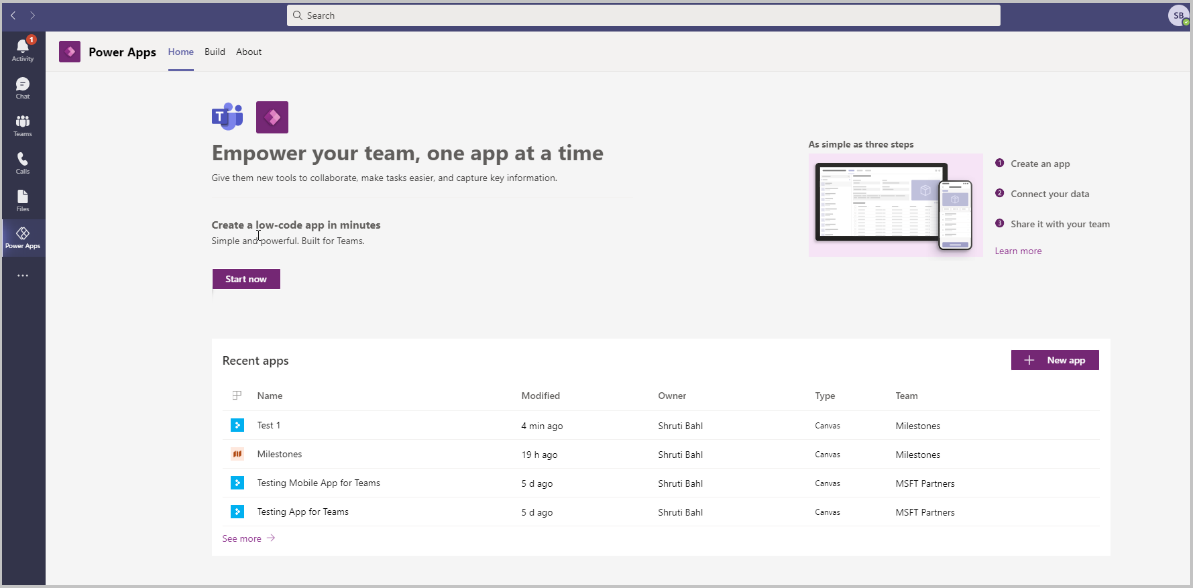 Search
SB
1
Activity
Chat
Teams
Calls
Files
Power Apps
Power Apps Home Build About
T
Empower your team, one app at a time
Give them new tools to collaborate, make tasks easier, and capture key information.
Create a low-code app in minutes
Simple and powerful. Built for Teams.
Start now
As simple as three steps
1 Create an app
2 Connect your data
3 Share it with your team
Learn more
Recent apps
New app
Name Modified Owner Type Team
Test 1 4 min ago Shruti Bahl Canvas Milestones
Milestones 19 h ago Shruti Bahl Canvas Milestones
Testing Mobile App for Teams 5 d ago Shruti Bahl Canvas MSFT Partners
Testing App for Teams 5 d ago Shruti Bahl Canvas MSFT Partners
See more